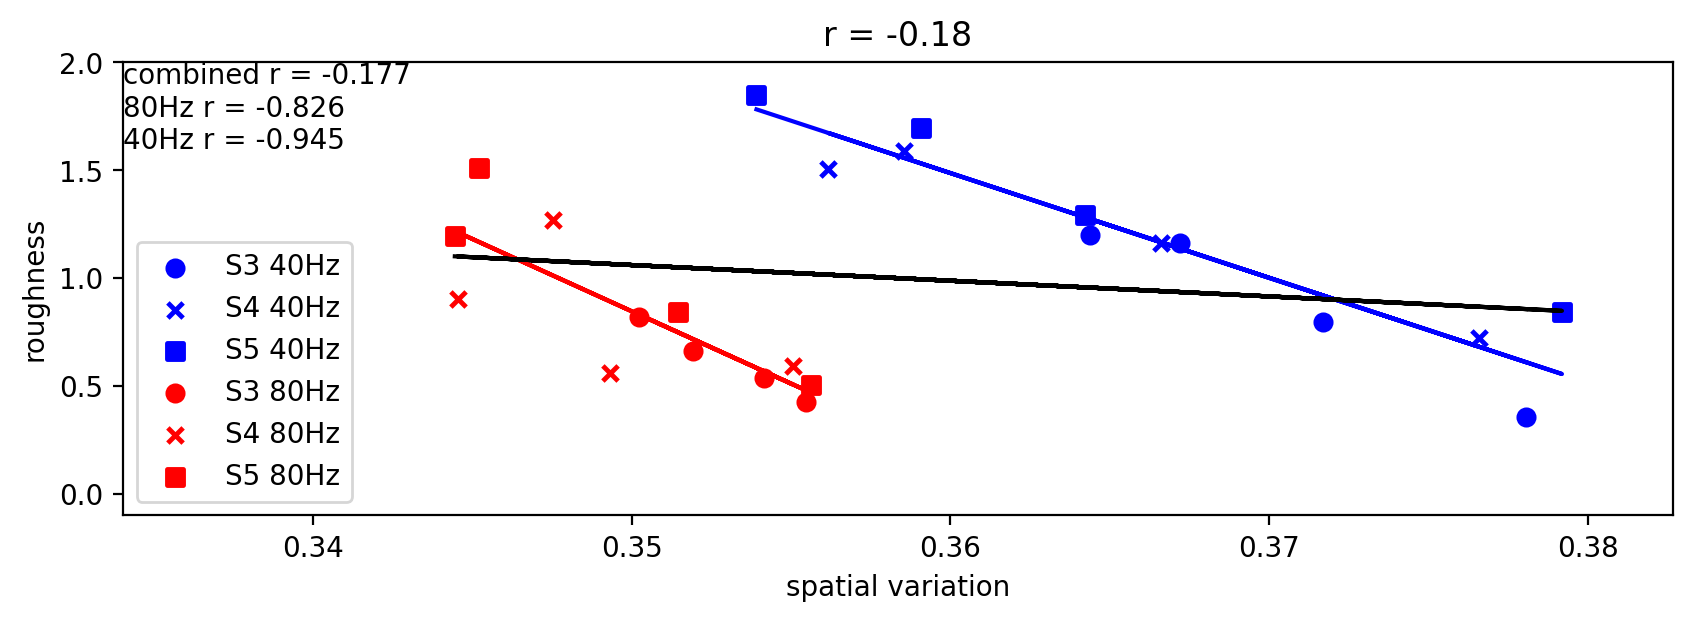 r = -0.18
combined r = -0.177
80Hz r = -0.826
40Hz r = -0.945
2.0
1.5
1.0
0.5
0.0
roughness
S3 40Hz
S4 40Hz
S5 40Hz
S3 80Hz
S4 80Hz
S5 80Hz
0.34 0.35 0.36 0.37 0.38
spatial variation